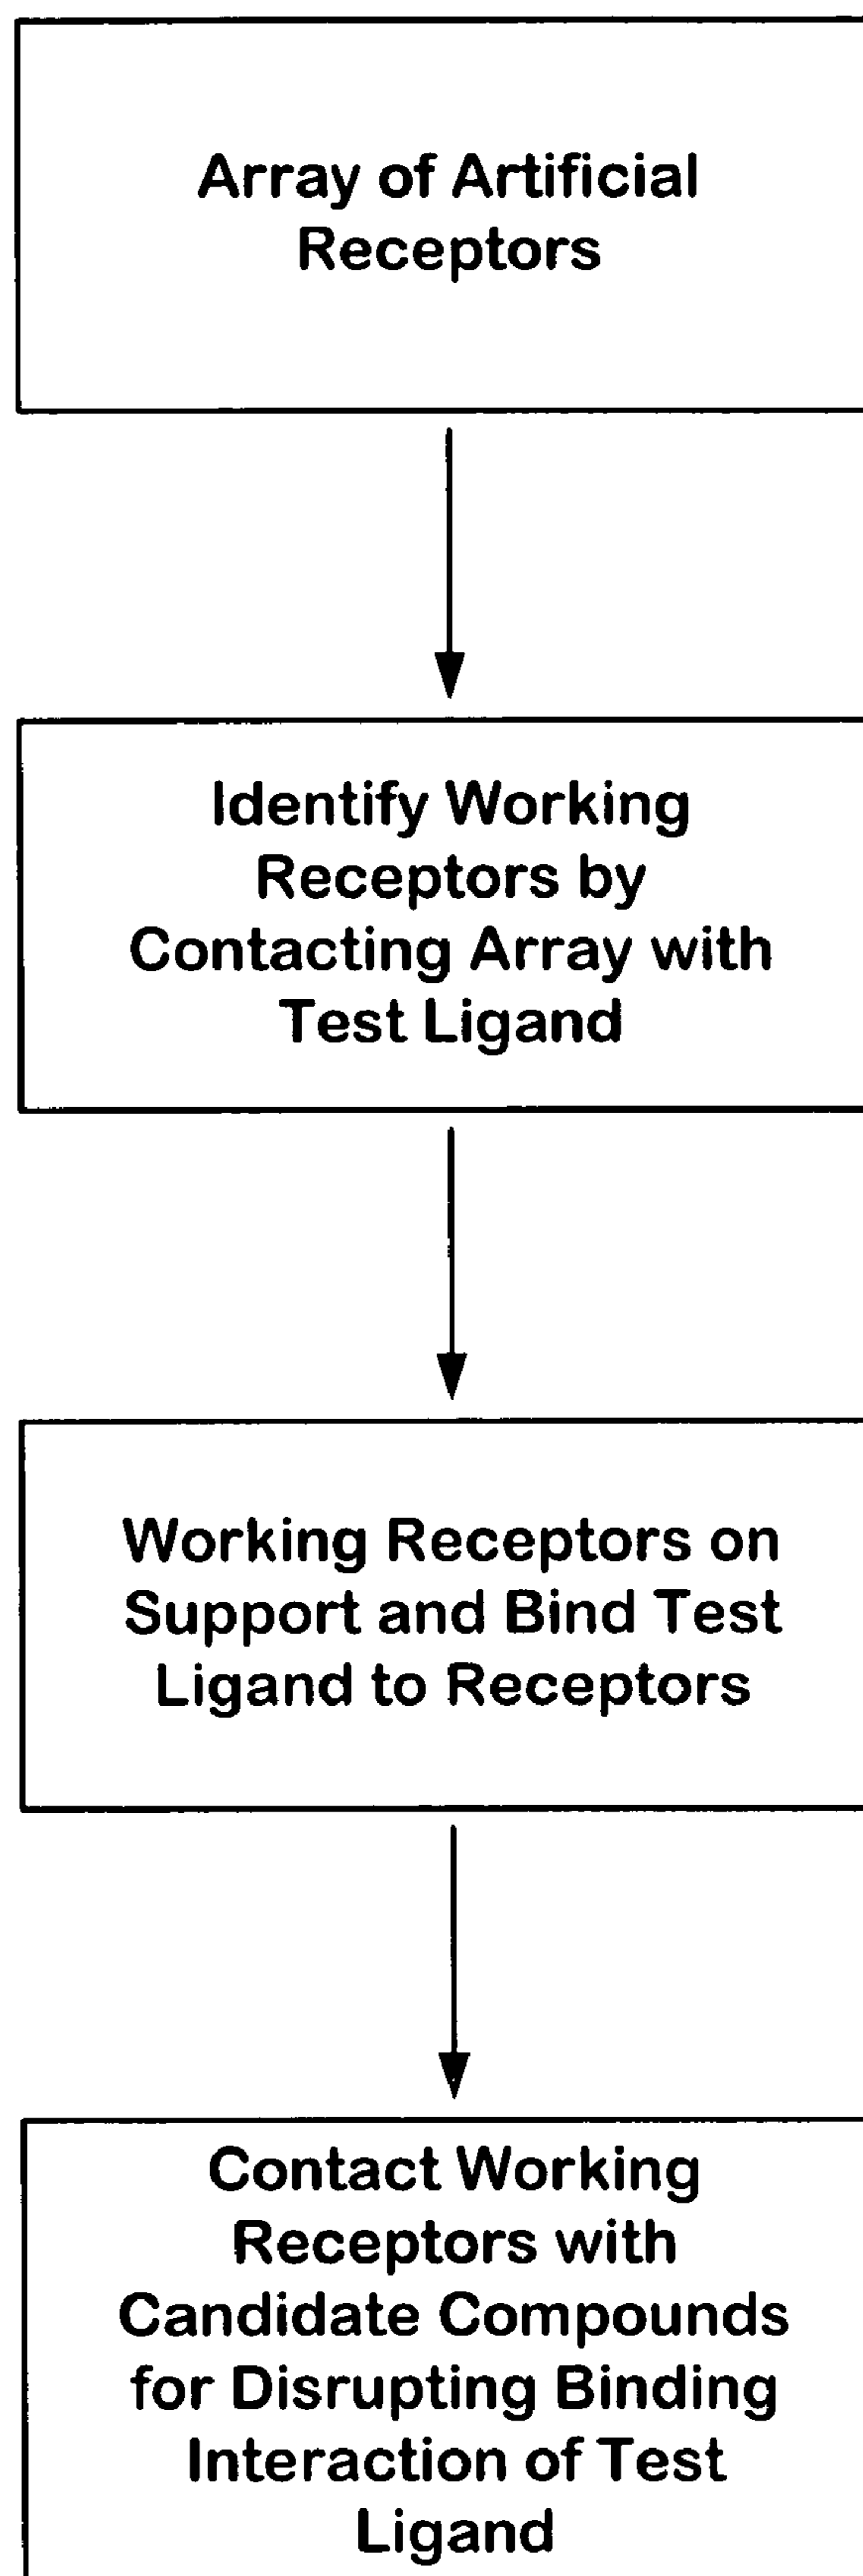 Array of Artificial
Receptors
Identify Working
Receptors by
Contacting Array with
Test Ligand
Working Receptors on
Support and Bind Test
Ligand to Receptors
Contact Working
Receptors with
Candidate Compounds
for Disrupting Binding
Interaction of Test
Ligand